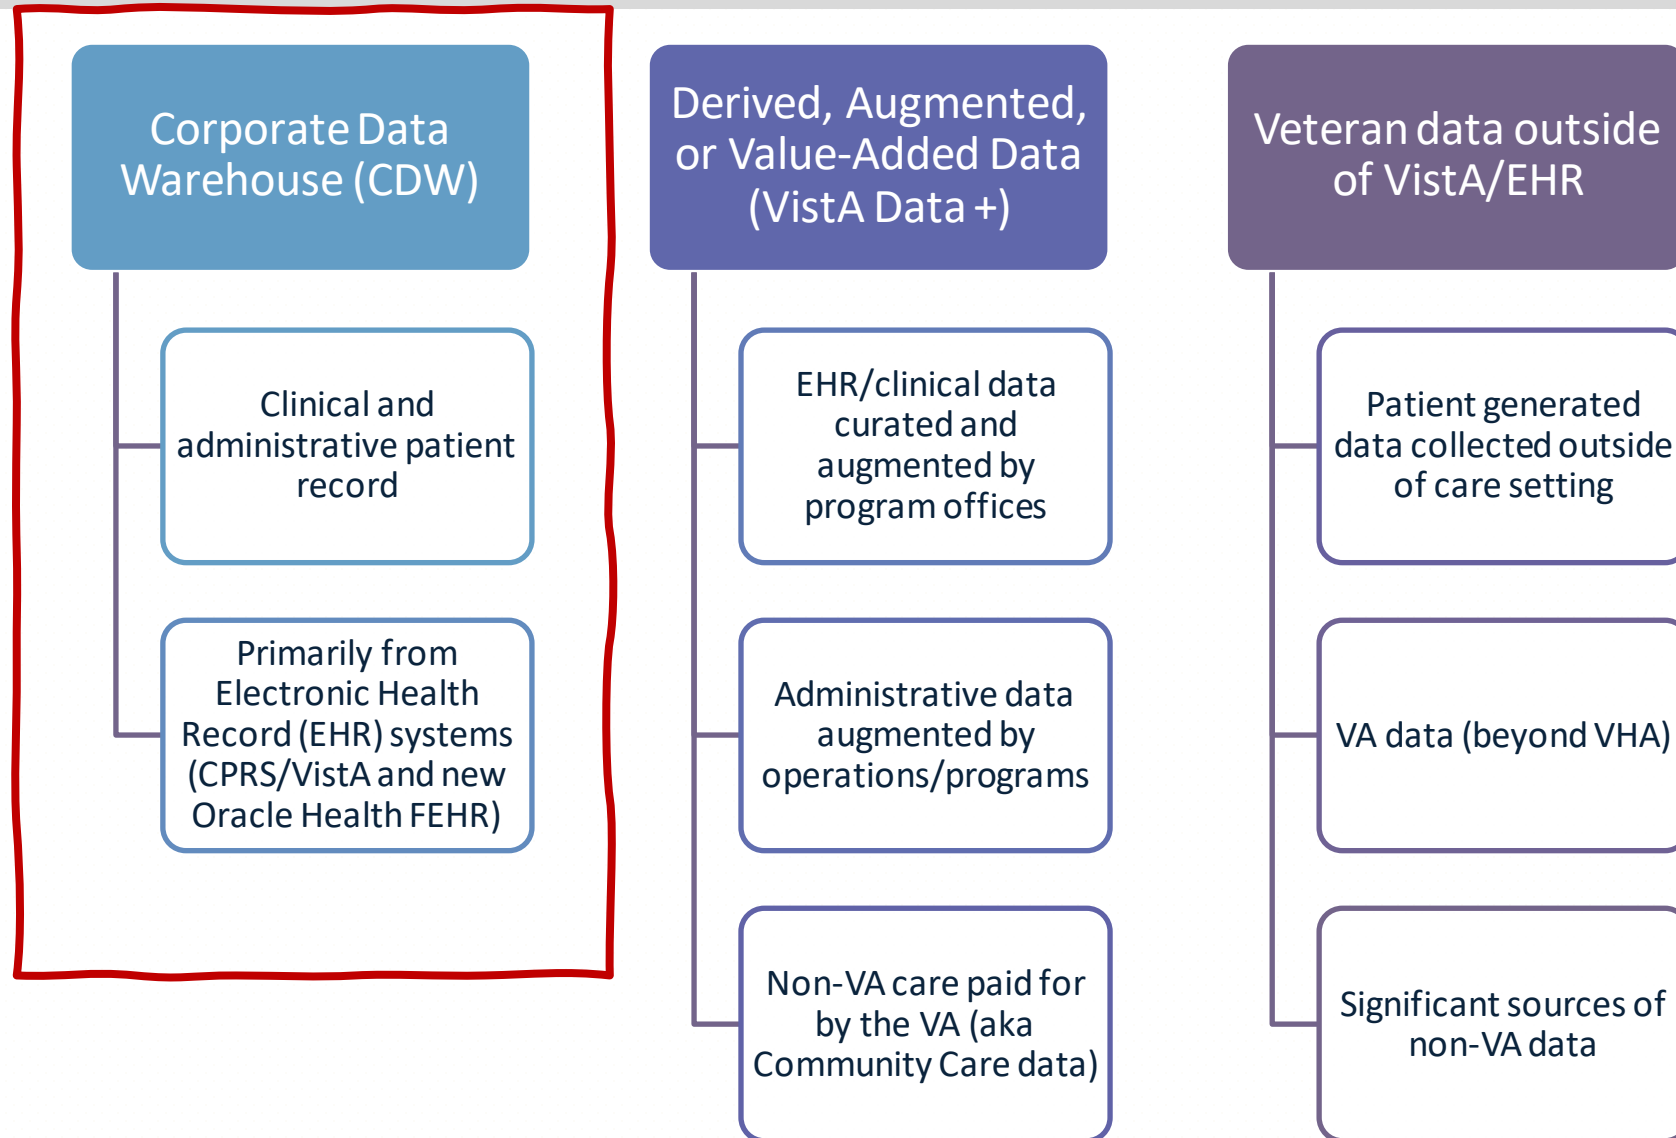 Corporate Data
Warehouse (CDW)
Clinical and
administrative patient
record
Primarily from
Electronic Health
Record (EHR) systems
(CPRS/VistA and new
Oracle Health FEHR)
Derived, Augmented,
or Value-Added Data
(VistA Data +)
EHR/clinical data
curated and
augmented by
program offices
Administrative data
augmented by
operations/programs
Non-VA care paid for
by the VA (aka
Community Care data)
Veteran data outside
of VistA/EHR
Patient generated
data collected outside
of care setting
VA data (beyond VHA)
Significant sources of
non-VA data